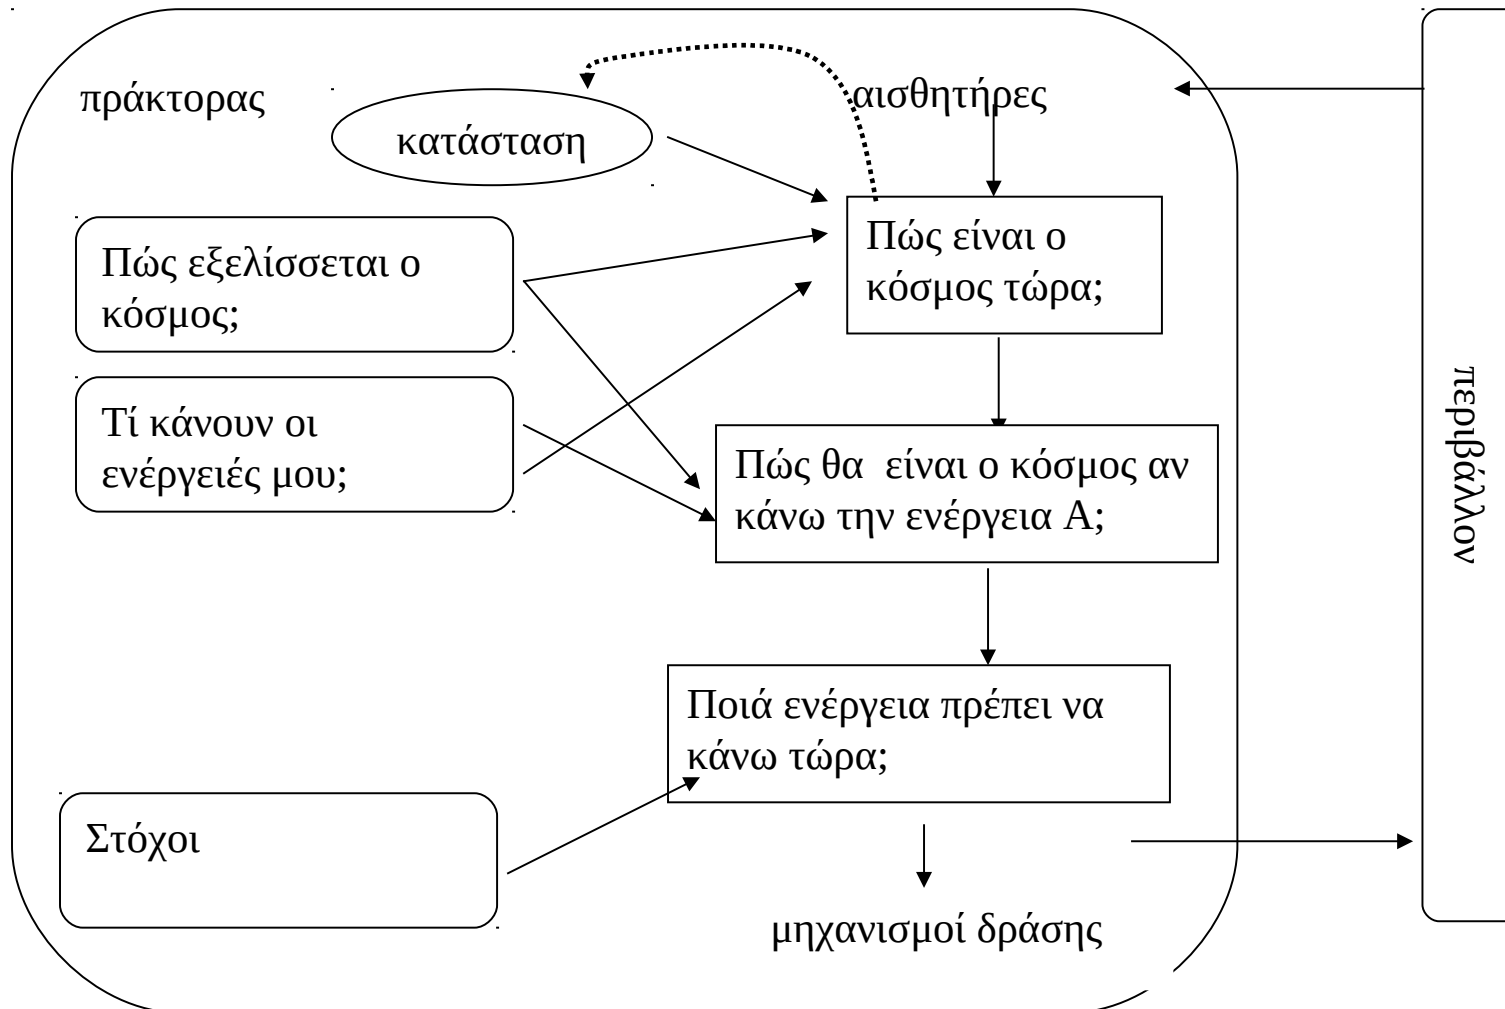 πράκτορας
αισθητήρες
κατάσταση
Πώς είναι ο
κόσμος τώρα;
Πώς εξελίσσεται ο
κόσμος;
Τί κάνουν οι
ενέργειές μου;
Πώς θα  είναι ο κόσμος αν
κάνω την ενέργεια Α;
Ποιά ενέργεια πρέπει να
κάνω τώρα;
Στόχοι
μηχανισμοί δράσης
περιβάλλον